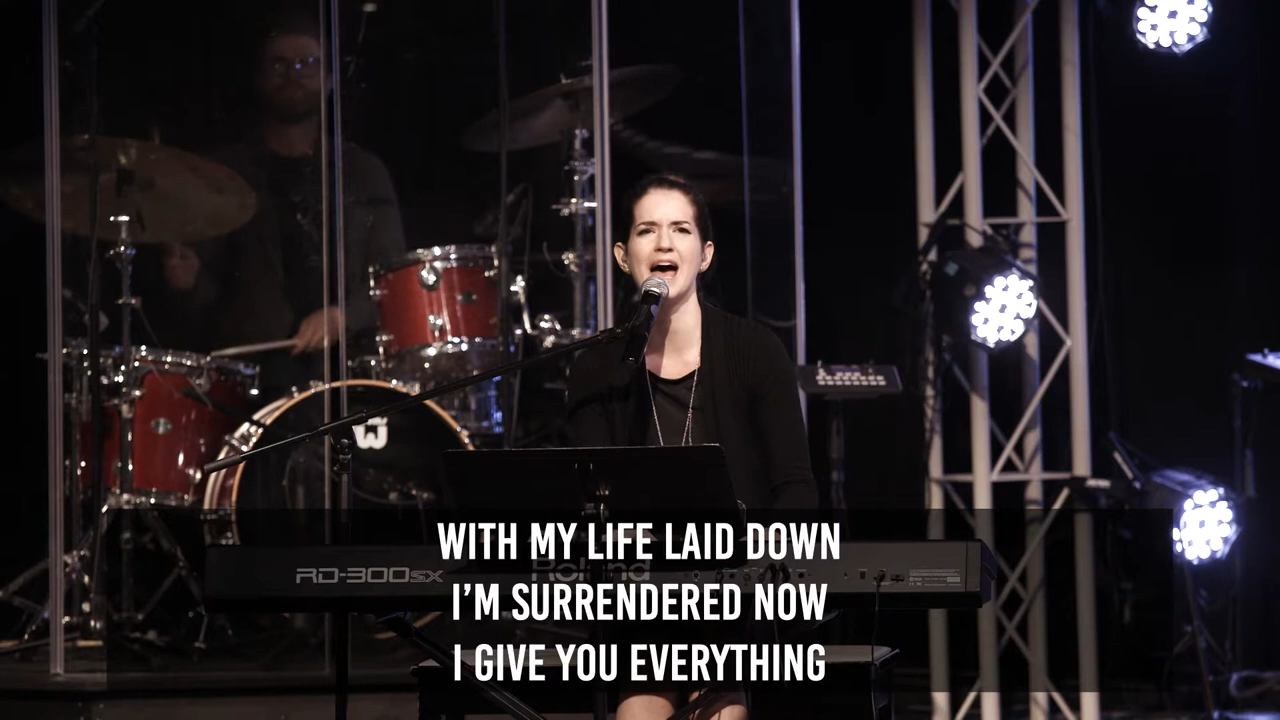 WITH MY LIFE LAID DOWN
RD-300SX Roland
I'M SURRENDERED NOW
I GIVE YOU EVERYTHING